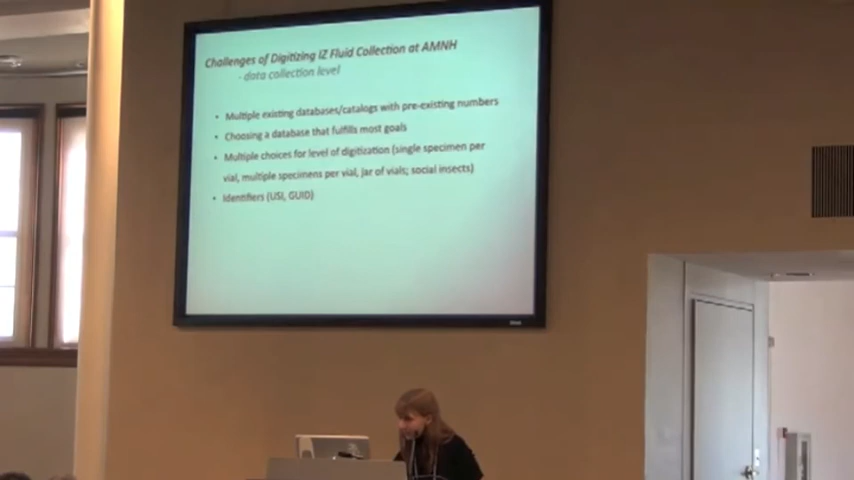 Challenges of Digitizing IZ Fluid Collection at AMNH
- data collection level
• Multiple existing databases/catalogs with pre-existing numbers
• Choosing a database that fulfills most goals
• Multiple choices for level of digitization (single specimen per
vial, multiple specimens per vial, jar of vials; social insects)
• Identifiers (USI, GUID)